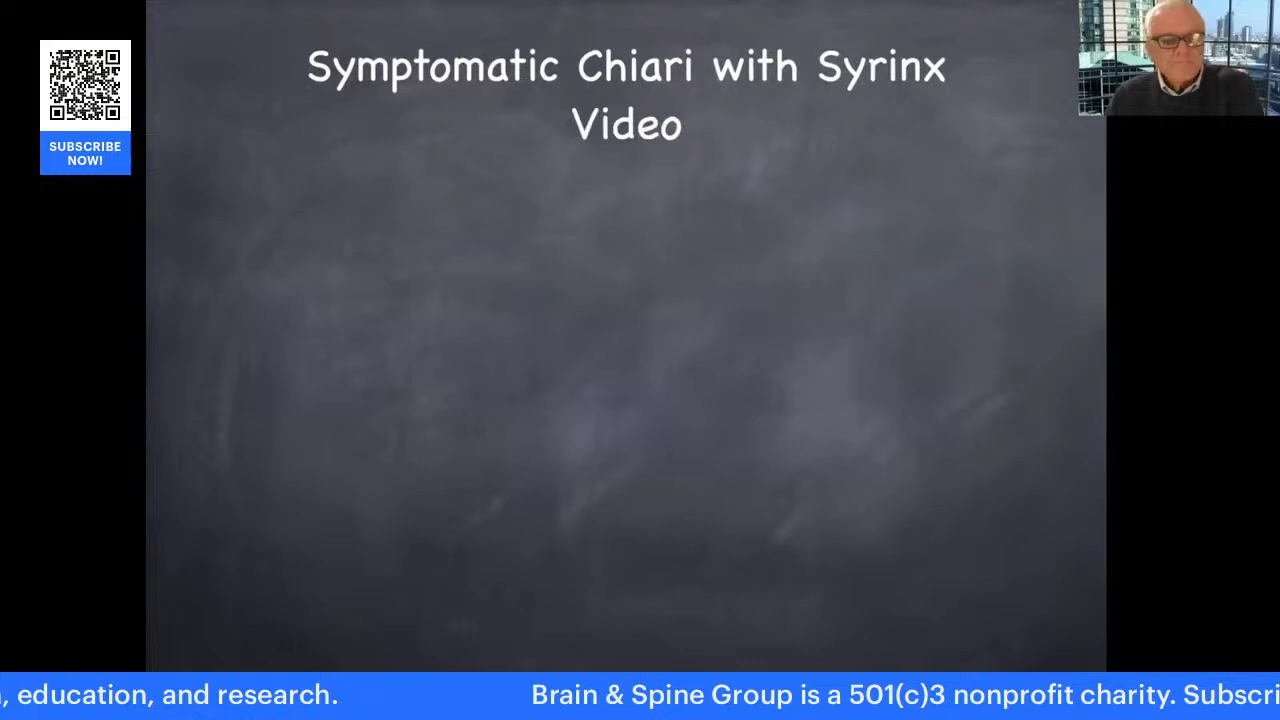 Symptomatic Chiari with Syrinx
Video
SUBSCRIBE
NOW!
, education, and research.
Brain & Spine Group is a 501(c)3 nonprofit charity. Subscri